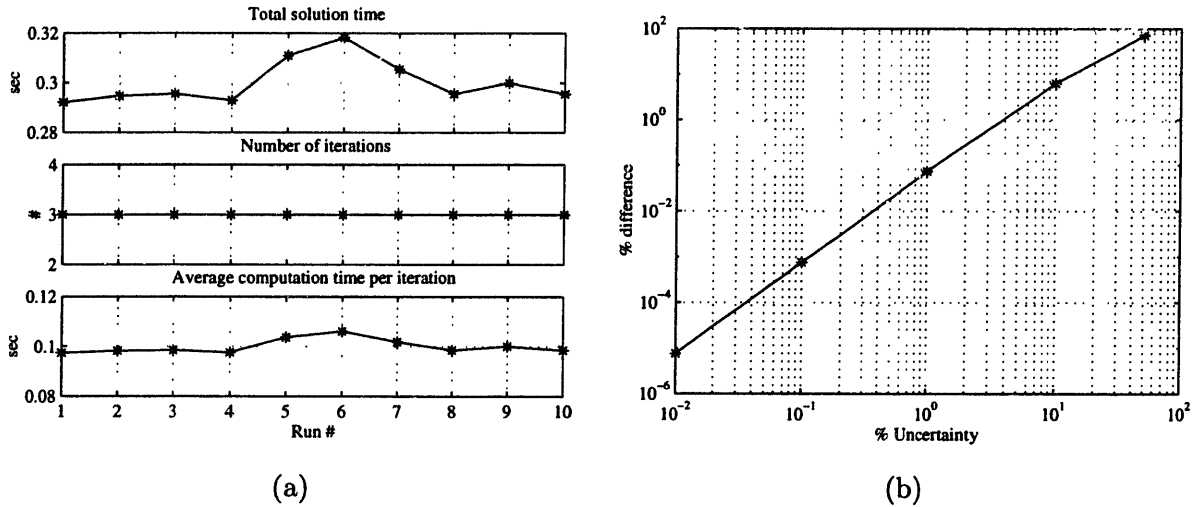 Total solution time
0.32
0.3
0.28
sec
Number of iterations
4
3
2
#
Average computation time per iteration
0.12
0.1
0.08
sec
1 2 3 4 5 6 7 8 9 10
Run #
(a)
10^2
10^0
10^-2
10^-4
10^-6
% difference
10^-2 10^-1 10^0 10^1 10^2
% Uncertainty
(b)